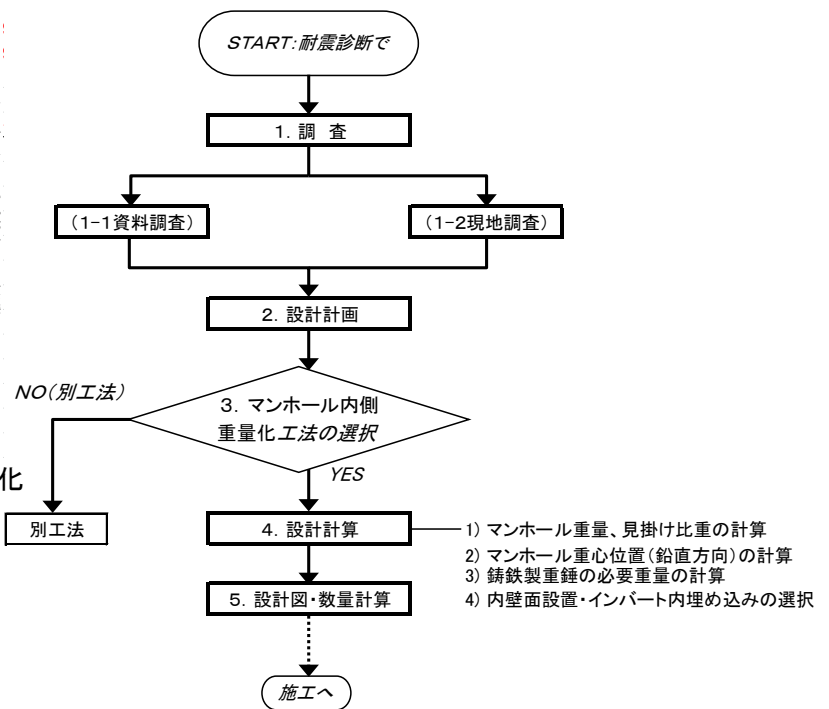 START:耐震診断で
1. 調 査
(1-1資料調査)
(1-2現地調査)
2. 設計計画
NO(別工法)
3. マンホール内側
重量化工法の選択
YES
化
別工法
4. 設計計算
1) マンホール重量、見掛け比重の計算
2) マンホール重心位置(鉛直方向)の計算
3) 鋳鉄製重錘の必要重量の計算
4) 内壁面設置・インバート内埋め込みの選択
5. 設計図・数量計算
施工へ